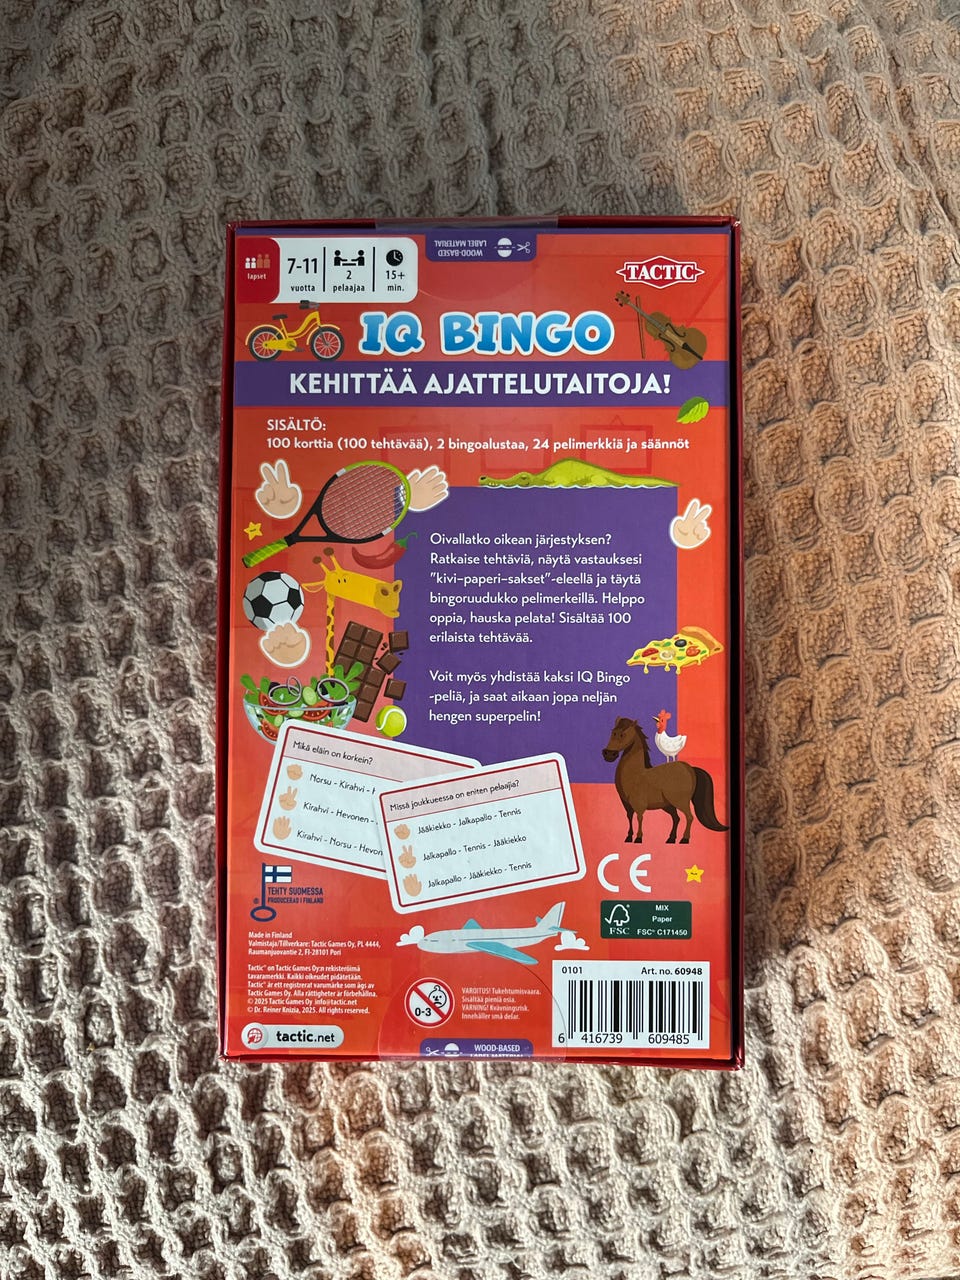 WOOD-BASED
LABEL MATERIAL
lapset
7-11
vuotta
2
pelaajaa
15+
min.
TACTIC
IQ BINGO
KEHITTÄÄ AJATTELUTAITOJA!
SISÄLTÖ:
100 korttia (100 tehtävää), 2 bingoalustaa, 24 pelimerkkiä ja säännöt
Oivallatko oikean järjestyksen?
Ratkaise tehtäviä, näytä vastauksesi
"kivi-paperi-sakset"-eleellä ja täytä
bingoruudukko pelimerkeillä. Helppo
oppia, hauska pelata! Sisältää 100
erilaista tehtävää.
Voit myös yhdistää kaksi IQ Bingo
-peliä, ja saat aikaan jopa neljän
hengen superpelin!
Mikä eläin on korkein?
Norsu - Kirahvi -
Kirahvi - Hevonen -
Kirahvi - Norsu - Hevon
Missä joukkueessa on eniten pelaajia?
Jääkiekko - Jalkapallo - Tennis
Jalkapallo - Tennis - Jääkiekko
Jalkapallo - Jääkiekko - Tennis
TEHTY SUOMESSA
PRODUCERAD I FINLAND
CE
FSC
MIX
Paper
FSC® C171450
Made in Finland
Valmistaja/Tillverkare: Tactic Games Oy, PL 4444,
Raumanjuovantie 2, FI-28101 Pori
Tactic® on Tactic Games Oy:n rekisteröimä
tavaramerkki. Kaikki oikeudet pidätetään.
Tactic® är ett registrerat varumärke som ägs av
Tactic Games Oy. Alla rättigheter är förbehållna.
© 2025 Tactic Games Oy info@tactic.net
© Dr. Reiner Knizia, 2025. All rights reserved.
tactic.net
0-3
VAROITUS! Tukehtumisvaara.
Sisältää pieniä osia.
VARNING! Kvävningsrisk.
Innehåller små delar.
0101
Art. no. 60948
6 416739 609485
WOOD-BASED
LABEL MATERIAL